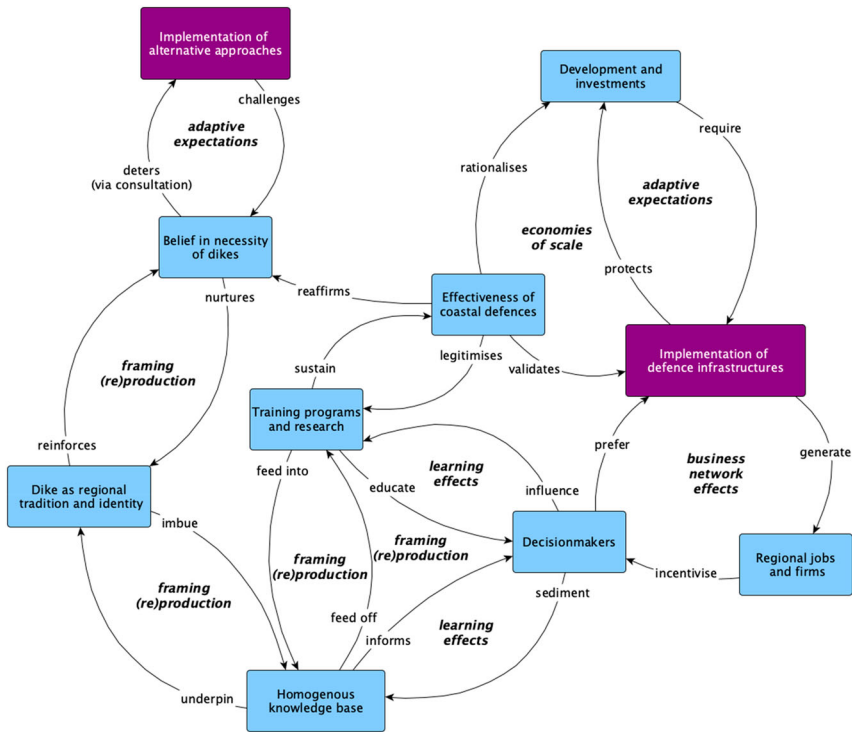 Implementation of
alternative approaches
Development and
investments
challenges
require
adaptive
expectations
deters
(via consultation)
rationalises
adaptive
expectations
Belief in necessity
of dikes
economies
of scale
protects
nurtures
reaffirms
Effectiveness of
coastal defences
legitimises
validates
Implementation of
defence infrastructures
framing
(re)production
sustain
Training programs
and research
prefer
reinforces
feed into
educate
learning
effects
influence
business
network
effects
generate
Dike as regional
tradition and identity
imbue
framing
(re)production
framing
(re)production
Decisionmakers
Regional jobs
and firms
incentivise
framing
(re)production
sediment
feed off
informs
learning
effects
underpin
Homogenous
knowledge base